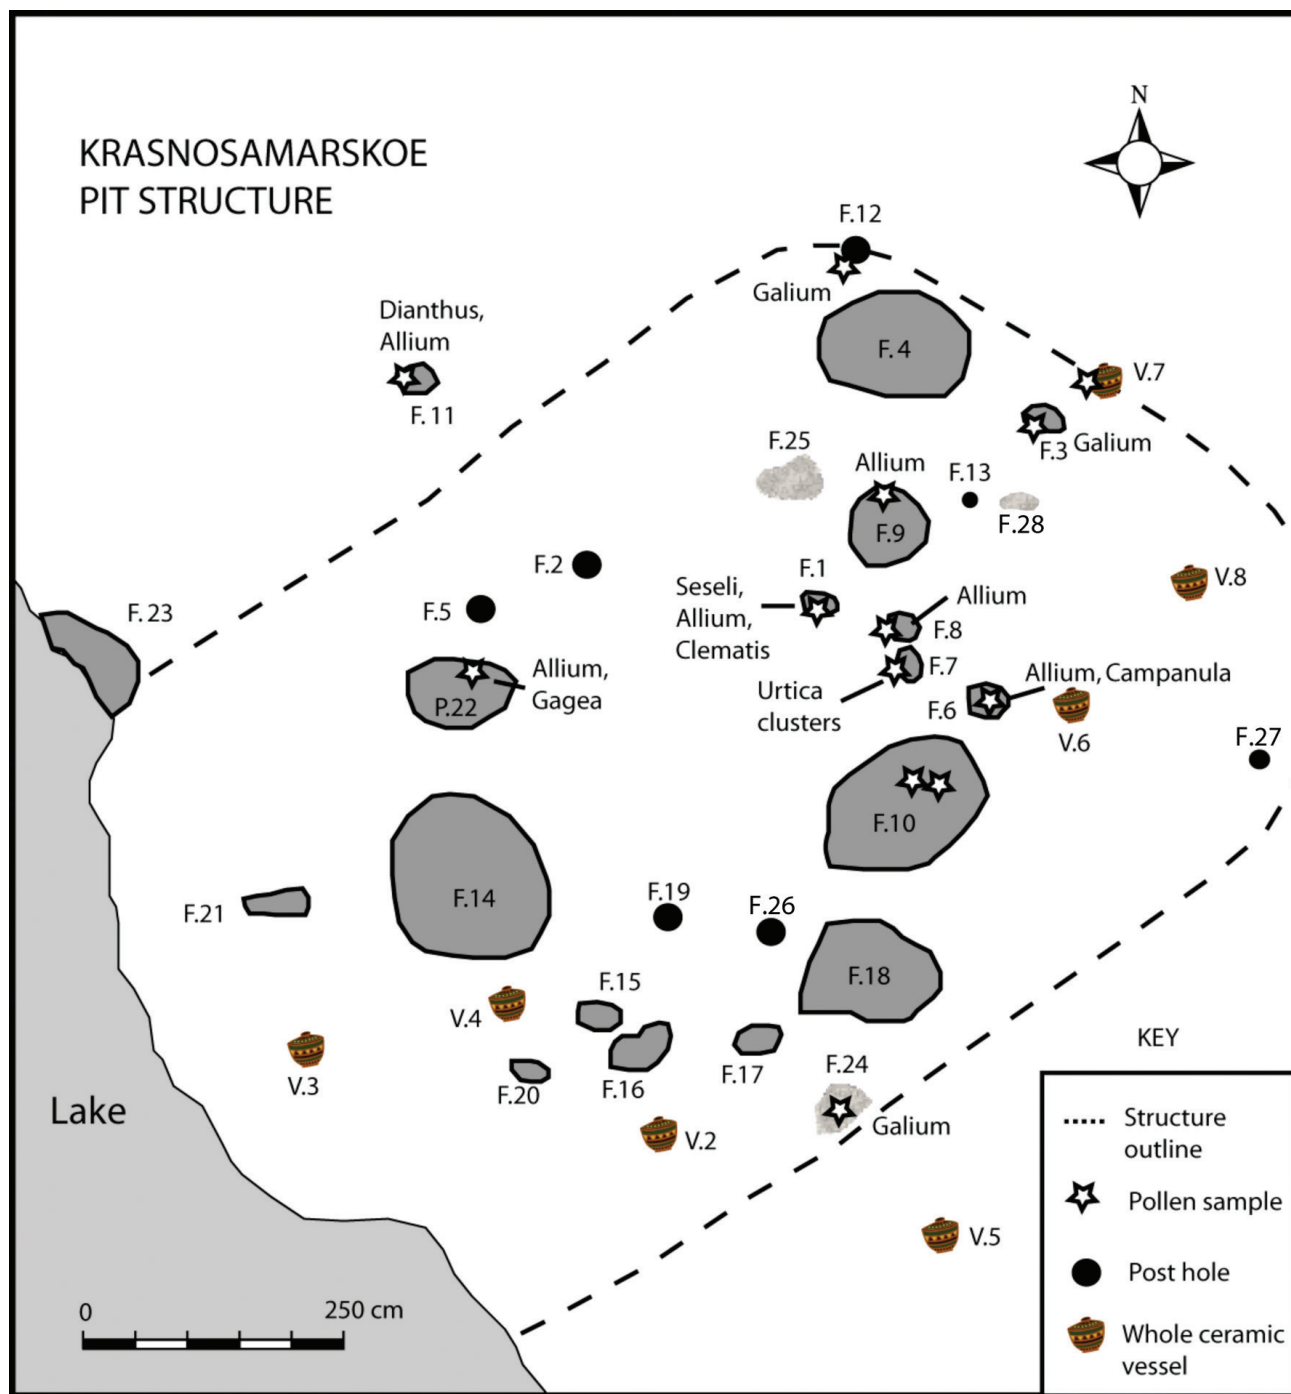 N
KRASNOSAMARSKOE
PIT STRUCTURE
F.12
Galium
Dianthus,
Allium
F. 11
F. 4
V.7
F.3
Galium
F.25
Allium
F.13
F.9
F.28
F.2
F.5
F.1
Seseli,
Allium,
Clematis
Allium
F.8
V.8
F. 23
F.7
Urtica
clusters
Allium, Campanula
F.6
V.6
Allium,
Gagea
P.22
F.27
F.10
F.21
F.14
F.19
F.26
F.18
F.15
V.4
V.3
F.20
F.16
F.17
F.24
Galium
V.2
V.5
Lake
0
250 cm
KEY
Structure
outline
Pollen sample
Post hole
Whole ceramic
vessel